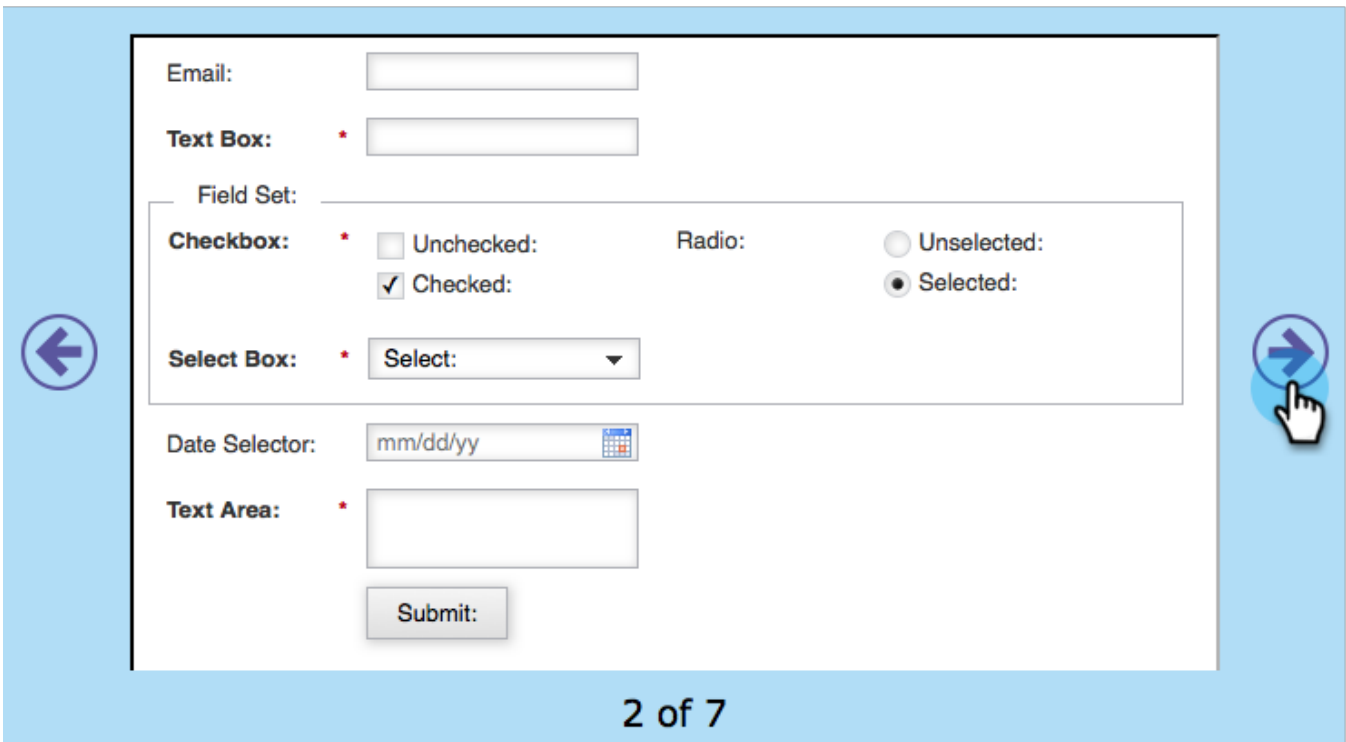 Email:
Text Box: *
Field Set:
Checkbox: * Unchecked: Radio: Unselected:
Checked: Selected:
Select Box: * Select:
Date Selector: mm/dd/yy
Text Area: *
Submit:
2 of 7